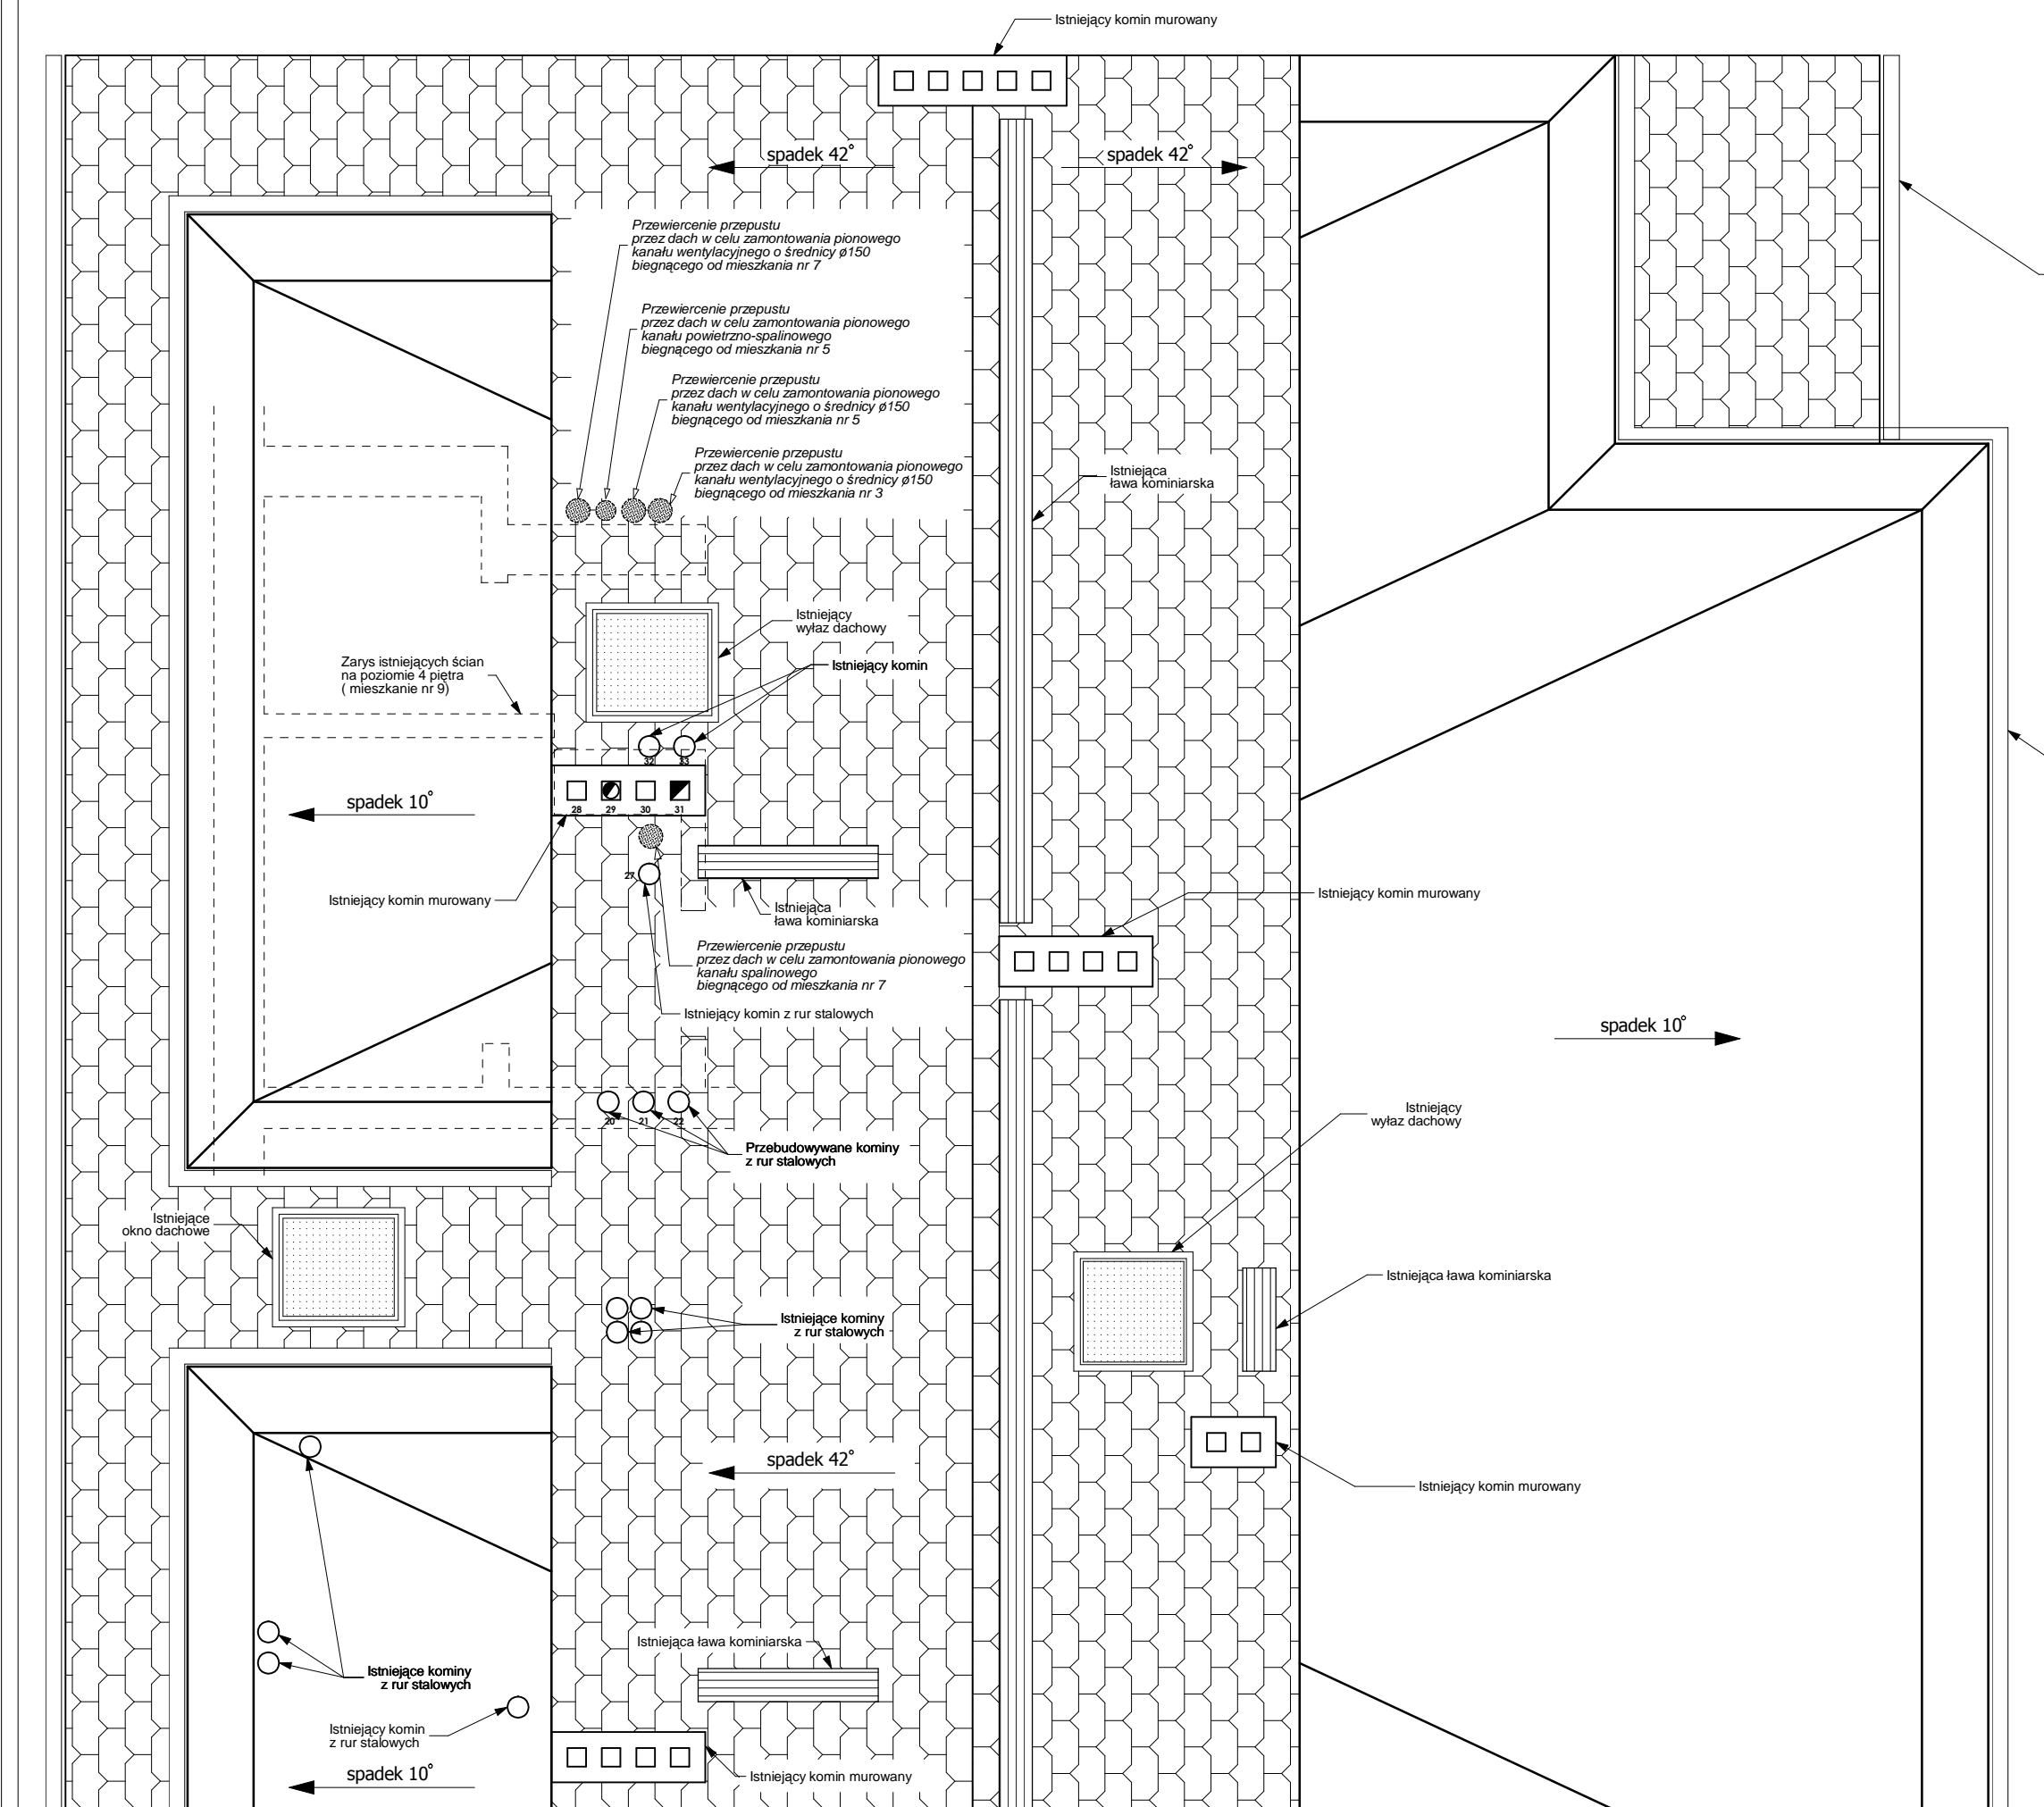 Istniejący komin murowany
spadek 42°
spadek 42°
Przewiercenie przepustu
przez dach w celu zamontowania pionowego
kanału wentylacyjnego o średnicy ø150
biegnącego od mieszkania nr 7
Przewiercenie przepustu
przez dach w celu zamontowania pionowego
kanału powietrzno-spalinowego
biegnącego od mieszkania nr 5
Przewiercenie przepustu
przez dach w celu zamontowania pionowego
kanału wentylacyjnego o średnicy ø150
biegnącego od mieszkania nr 5
Przewiercenie przepustu
przez dach w celu zamontowania pionowego
kanału wentylacyjnego o średnicy ø150
biegnącego od mieszkania nr 3
Istniejąca
ława kominiarska
Istniejący
wyłaz dachowy
Istniejący komin
Zarys istniejących ścian
na poziomie 4 piętra
( mieszkanie nr 9)
32 33
28 29 30 31
spadek 10°
27
Istniejący komin murowany
Istniejąca
ława kominiarska
Istniejący komin murowany
Przewiercenie przepustu
przez dach w celu zamontowania pionowego
kanału spalinowego
biegnącego od mieszkania nr 7
Istniejący komin z rur stalowych
spadek 10°
20 21 22
Istniejący
wyłaz dachowy
Przebudowywane kominy
z rur stalowych
Istniejące
okno dachowe
Istniejąca ława kominiarska
Istniejące kominy
z rur stalowych
spadek 42°
Istniejący komin murowany
Istniejąca ława kominiarska
Istniejące kominy
z rur stalowych
Istniejący komin
z rur stalowych
spadek 10°
Istniejący komin murowany